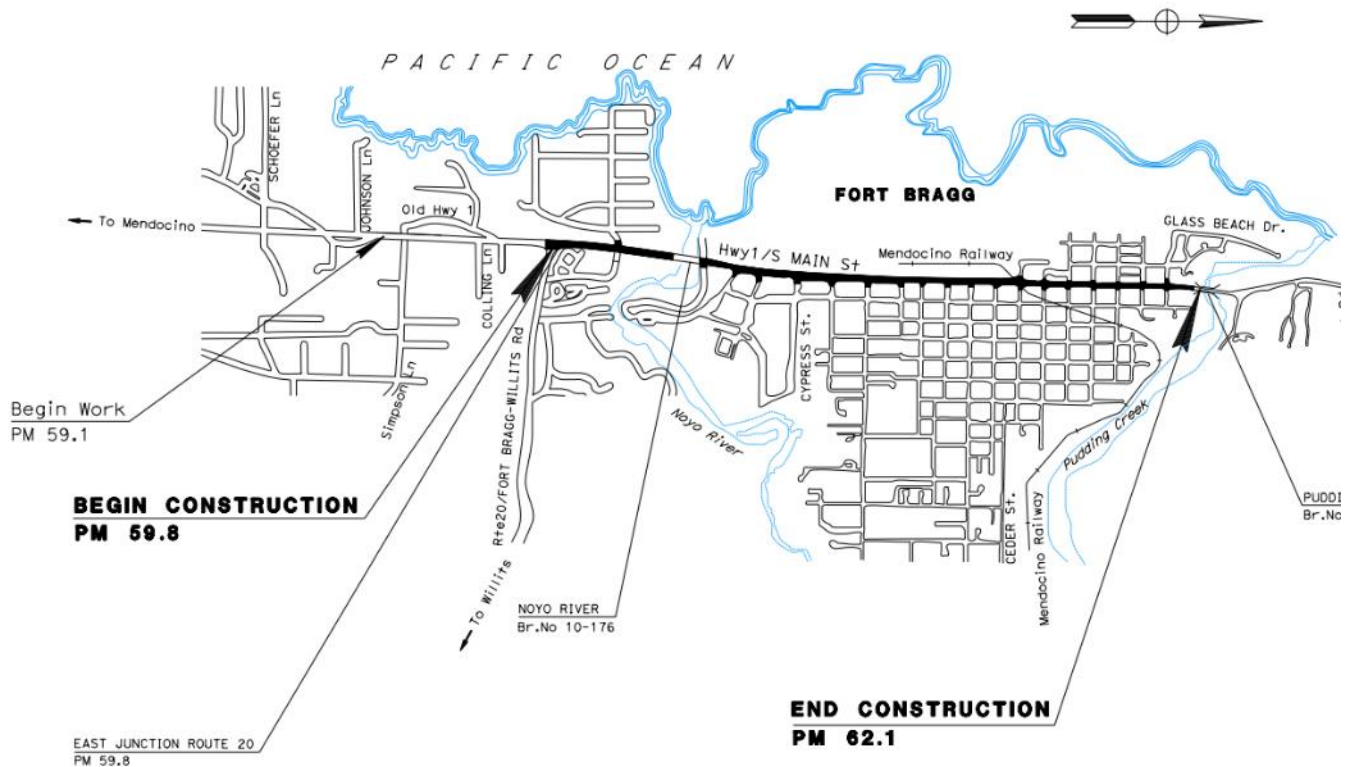 PACIFIC OCEAN
SCHOEFER Ln
JOHNSON Ln
Old Hwy 1
To Mendocino
FORT BRAGG
GLASS BEACH Dr.
Hwy1/S MAIN St
Mendocino Railway
COLLING Ln
CYPRESS St.
Simpson Ln
Rte20/FORT BRAGG-WILLITS Rd
Noyo River
Pudding Creek
Begin Work
PM 59.1
BEGIN CONSTRUCTION
PM 59.8
CEDER St.
Mendocino Railway
PUDDI
Br.No
To Willits
NOYO RIVER
Br.No 10-176
END CONSTRUCTION
PM 62.1
EAST JUNCTION ROUTE 20
PM 59.8